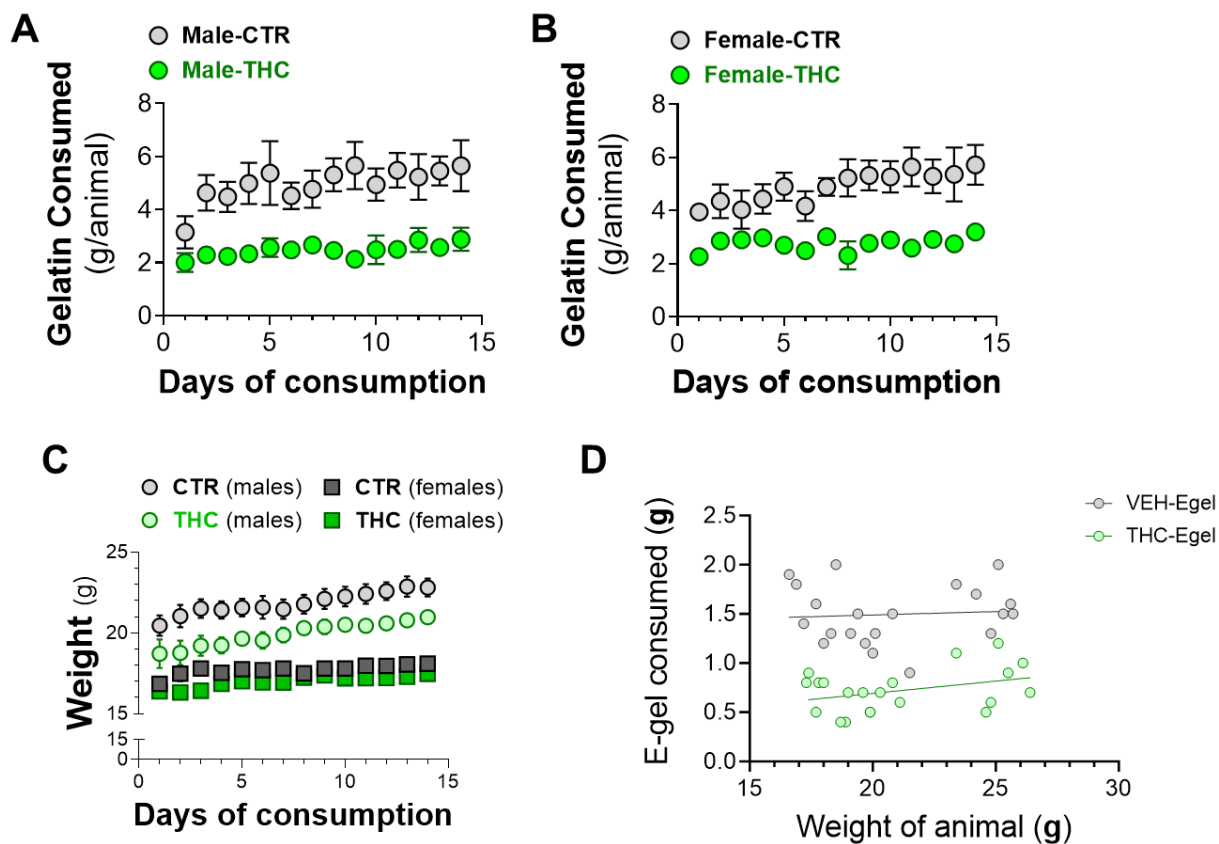 A
Male-CTR
Male-THC
Gelatin Consumed
(g/animal)
8
6
4
2
0
0
5
10
15
Days of consumption
B
Female-CTR
Female-THC
Gelatin Consumed
(g/animal)
8
6
4
2
0
0
5
10
15
Days of consumption
C
CTR (males)
CTR (females)
THC (males)
THC (females)
Weight (g)
25
20
15
15
0
0
5
10
15
Days of consumption
D
VEH-Egel
THC-Egel
E-gel consumed (g)
2.5
2.0
1.5
1.0
0.5
0.0
15
20
25
30
Weight of animal (g)